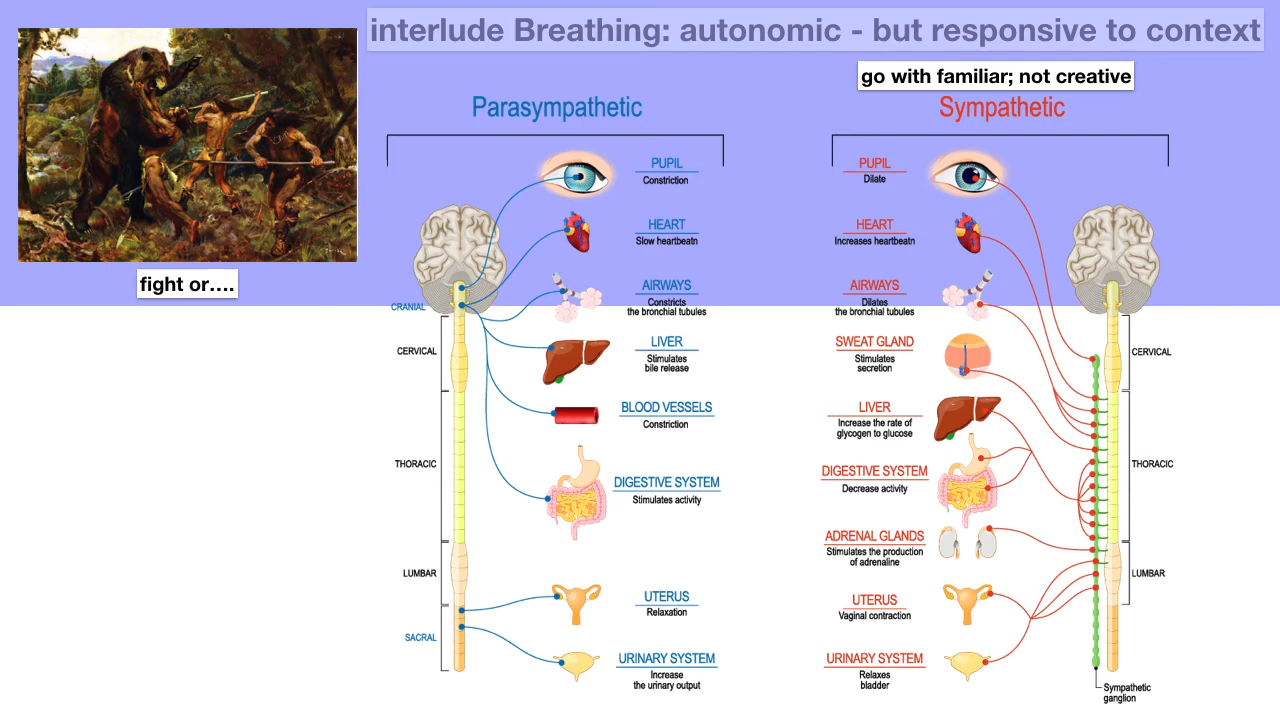 interlude Breathing: autonomic - but responsive to context
go with familiar; not creative
fight or….
Parasympathetic
PUPIL
Constriction
HEART
Slow heartbeatn
AIRWAYS
Constricts
the bronchial tubules
LIVER
Stimulates
bile release
BLOOD VESSELS
Constriction
DIGESTIVE SYSTEM
Stimulates activity
UTERUS
Relaxation
URINARY SYSTEM
Increase
the urinary output
CRANIAL
CERVICAL
THORACIC
LUMBAR
SACRAL
Sympathetic
PUPIL
Dilate
HEART
Increases heartbeatn
AIRWAYS
Dilates
the bronchial tubules
SWEAT GLAND
Stimulates
secretion
LIVER
Increase the rate of
glycogen to glucose
DIGESTIVE SYSTEM
Decrease activity
ADRENAL GLANDS
Stimulates the production
of adrenaline
UTERUS
Vaginal contraction
URINARY SYSTEM
Relaxes
bladder
CERVICAL
THORACIC
LUMBAR
Sympathetic
ganglion